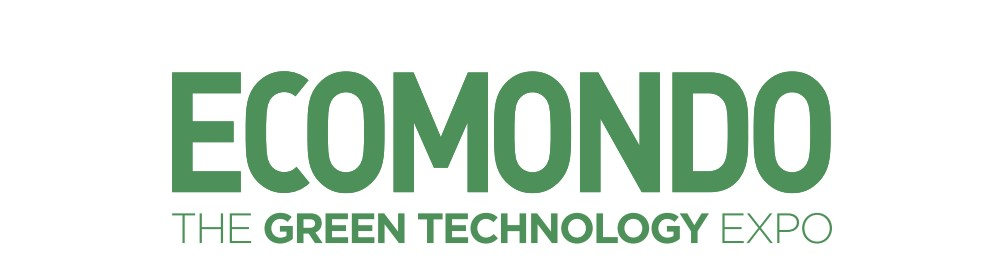 ECOMONDO
THE GREEN TECHNOLOGY EXPO